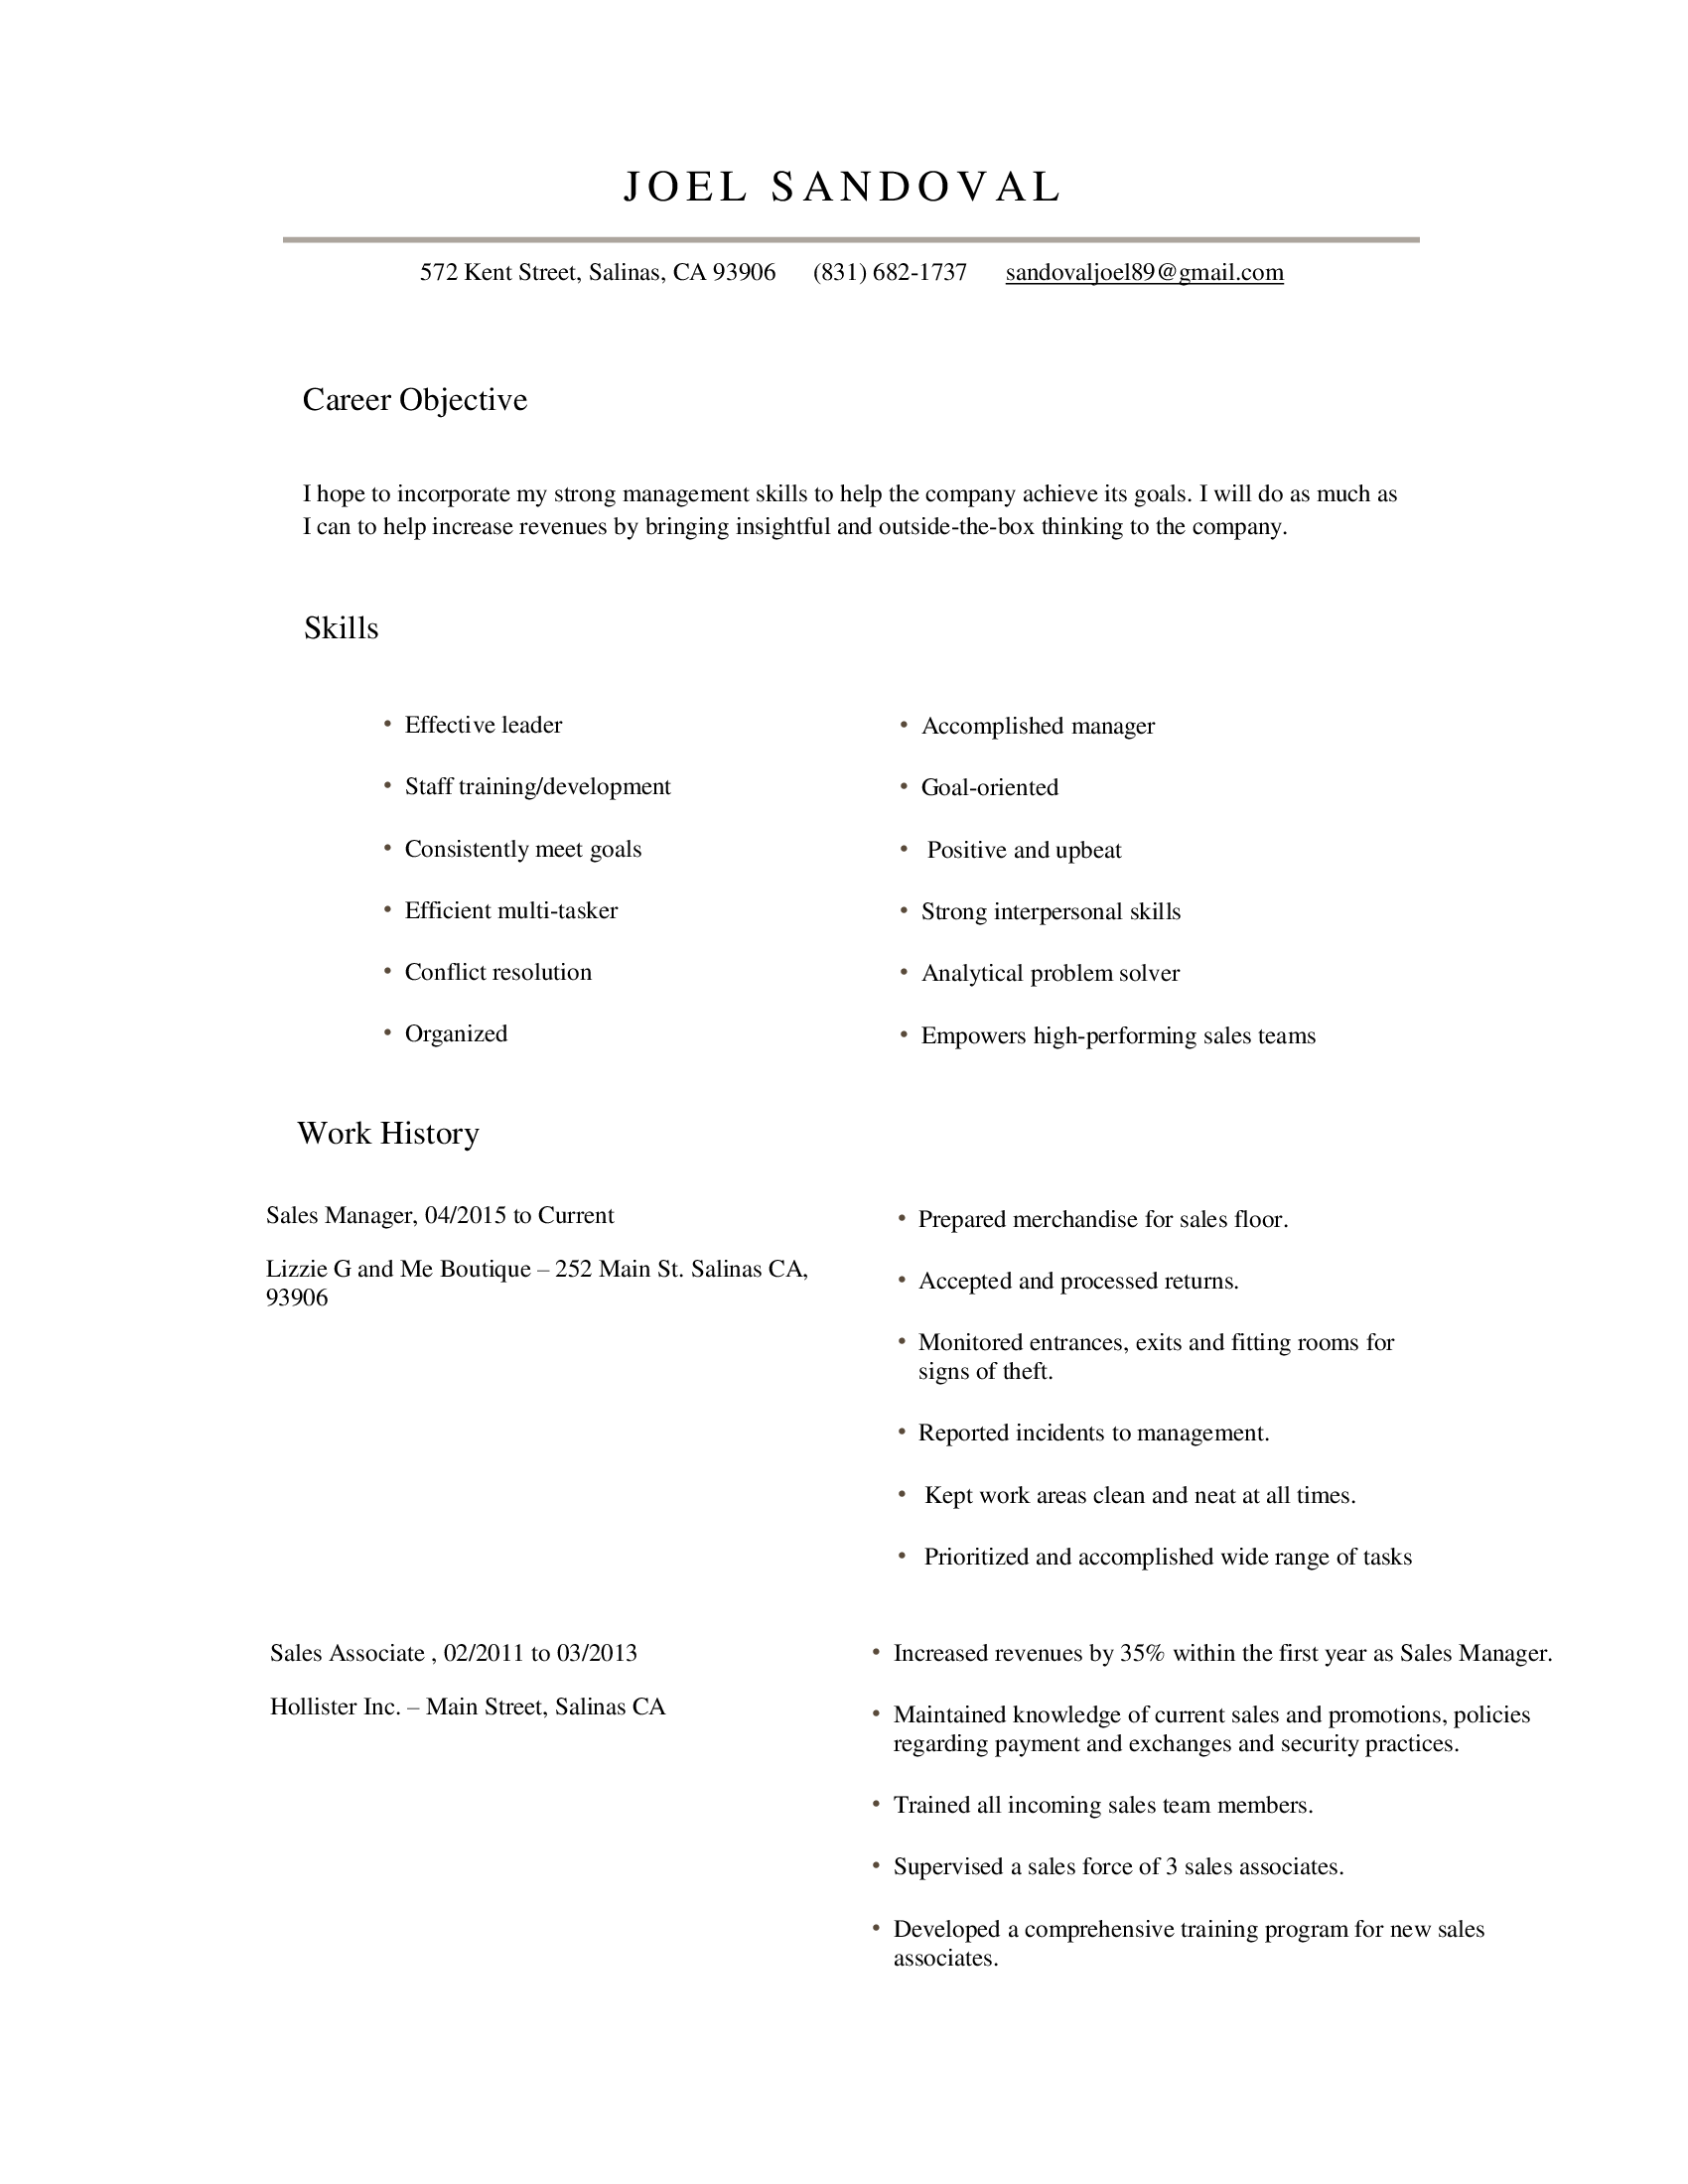 JOEL SANDOVAL
572 Kent Street, Salinas, CA 93906 (831) 682-1737 sandovaljoel89@gmail.com
Career Objective
I hope to incorporate my strong management skills to help the company achieve its goals. I will do as much as
I can to help increase revenues by bringing insightful and outside-the-box thinking to the company.
Skills
• Effective leader
• Staff training/development
• Consistently meet goals
• Efficient multi-tasker
• Conflict resolution
• Organized
• Accomplished manager
• Goal-oriented
• Positive and upbeat
• Strong interpersonal skills
• Analytical problem solver
• Empowers high-performing sales teams
Work History
Sales Manager, 04/2015 to Current
Lizzie G and Me Boutique – 252 Main St. Salinas CA,
93906
• Prepared merchandise for sales floor.
• Accepted and processed returns.
• Monitored entrances, exits and fitting rooms for
signs of theft.
• Reported incidents to management.
• Kept work areas clean and neat at all times.
• Prioritized and accomplished wide range of tasks
Sales Associate , 02/2011 to 03/2013
Hollister Inc. – Main Street, Salinas CA
• Increased revenues by 35% within the first year as Sales Manager.
• Maintained knowledge of current sales and promotions, policies
regarding payment and exchanges and security practices.
• Trained all incoming sales team members.
• Supervised a sales force of 3 sales associates.
• Developed a comprehensive training program for new sales
associates.